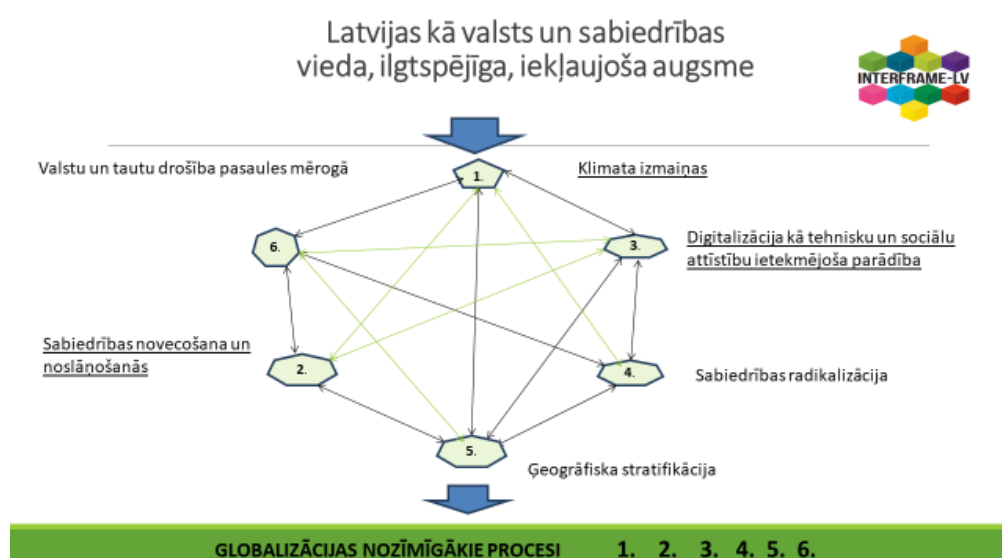 Latvijas kā valsts un sabiedrības
vieda, ilgtspējīga, iekļaujoša augsme
INTERFRAME-LV
Valstu un tautu drošība pasaules mērogā
1.
Klimata izmaiņas
6.
3.
Digitalizācija kā tehnisku un sociālu
attīstību ietekmējoša parādība
Sabiedrības novecošana un
noslāņošanās
2.
4.
Sabiedrības radikalizācija
5.
Ģeogrāfiska stratifikācija
GLOBALIZĀCIJAS NOZĪMĪGĀKIE PROCESI 1. 2. 3. 4. 5. 6.